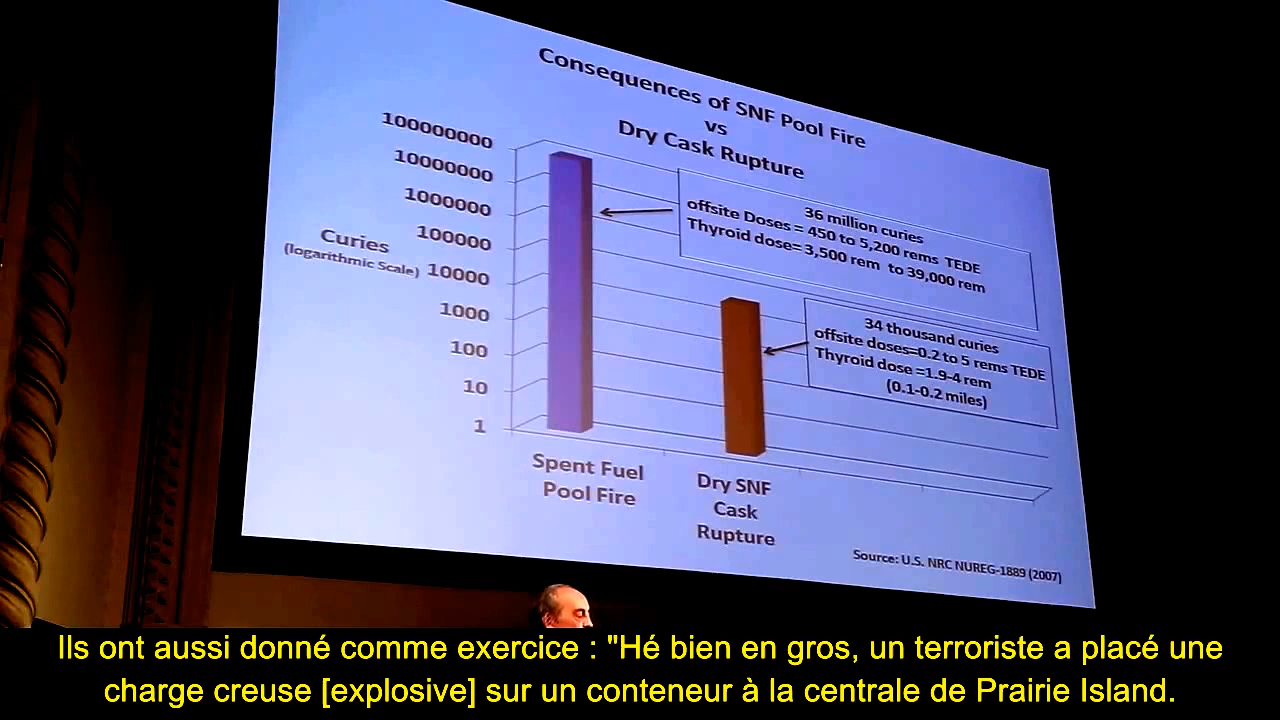 Consequences of SNF Pool Fire
vs
Dry Cask Rupture
100000000
10000000
1000000
100000
10000
1000
100
10
1
Curies
(logarithmic Scale)
36 million curies
offsite Doses = 450 to 5,200 rems TEDE
Thyroid dose= 3,500 rem to 39,000 rem
34 thousand curies
offsite doses=0.2 to 5 rems TEDE
Thyroid dose =1.9-4 rem
(0.1-0.2 miles)
Spent Fuel
Pool Fire
Dry SNF
Cask
Rupture
Source: U.S. NRC NUREG-1889 (2007)
Ils ont aussi donné comme exercice : "Hé bien en gros, un terroriste a placé une
charge creuse [explosive] sur un conteneur à la centrale de Prairie Island.